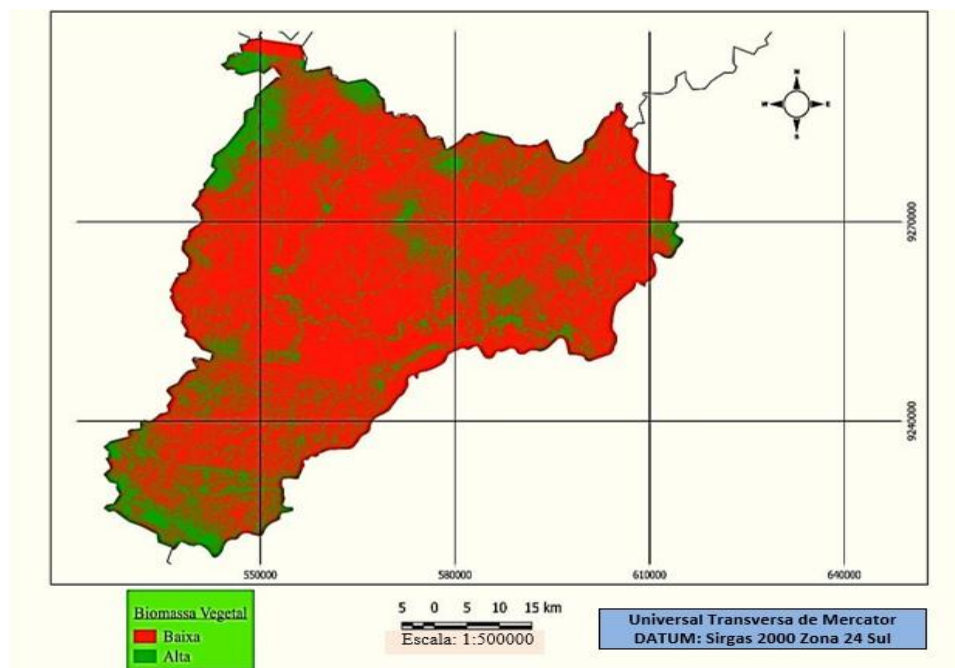 N
W E
S
9270000
9240000
550000 580000 610000 640000
Biomassa Vegetal
Baixa
Alta
5 0 5 10 15 km
Escala: 1:500000
Universal Transversa de Mercator
DATUM: Sirgas 2000 Zona 24 Sul